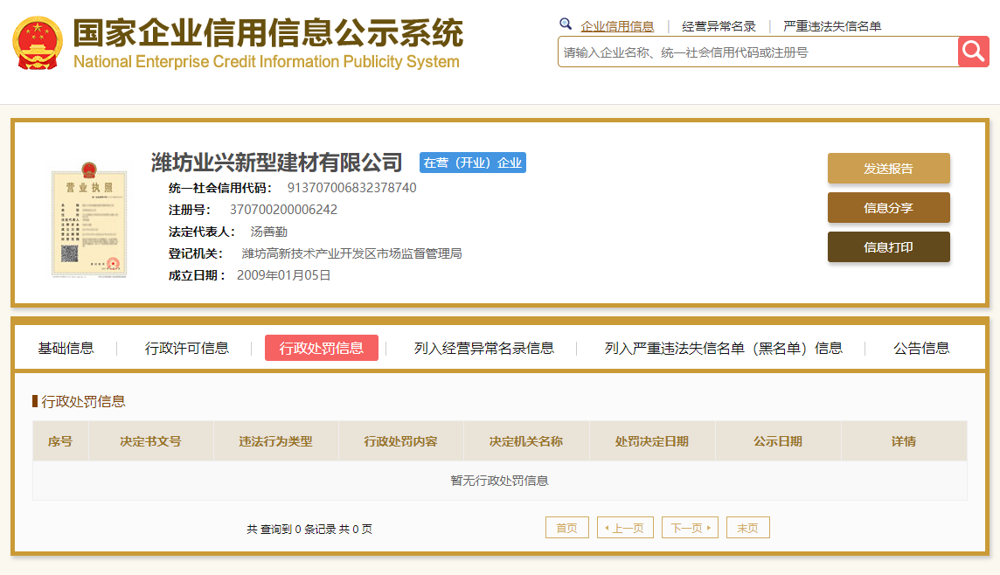 国家企业信用信息公示系统
National Enterprise Credit Information Publicity System
企业信用信息 | 经营异常名录 | 严重违法失信名单
请输入企业名称、统一社会信用代码或注册号
营业执照
潍坊业兴新型建材有限公司 在营（开业）企业
统一社会信用代码： 913707006832378740
注册号： 370700200006242
法定代表人： 汤善勤
登记机关： 潍坊高新技术产业开发区市场监督管理局
成立日期： 2009年01月05日
发送报告
信息分享
信息打印
基础信息 | 行政许可信息 | 行政处罚信息 | 列入经营异常名录信息 | 列入严重违法失信名单（黑名单）信息 | 公告信息
行政处罚信息
序号 决定书文号 违法行为类型 行政处罚内容 决定机关名称 处罚决定日期 公示日期 详情
暂无行政处罚信息
共 查询到 0 条记录 共 0 页 首页 上一页 下一页 末页